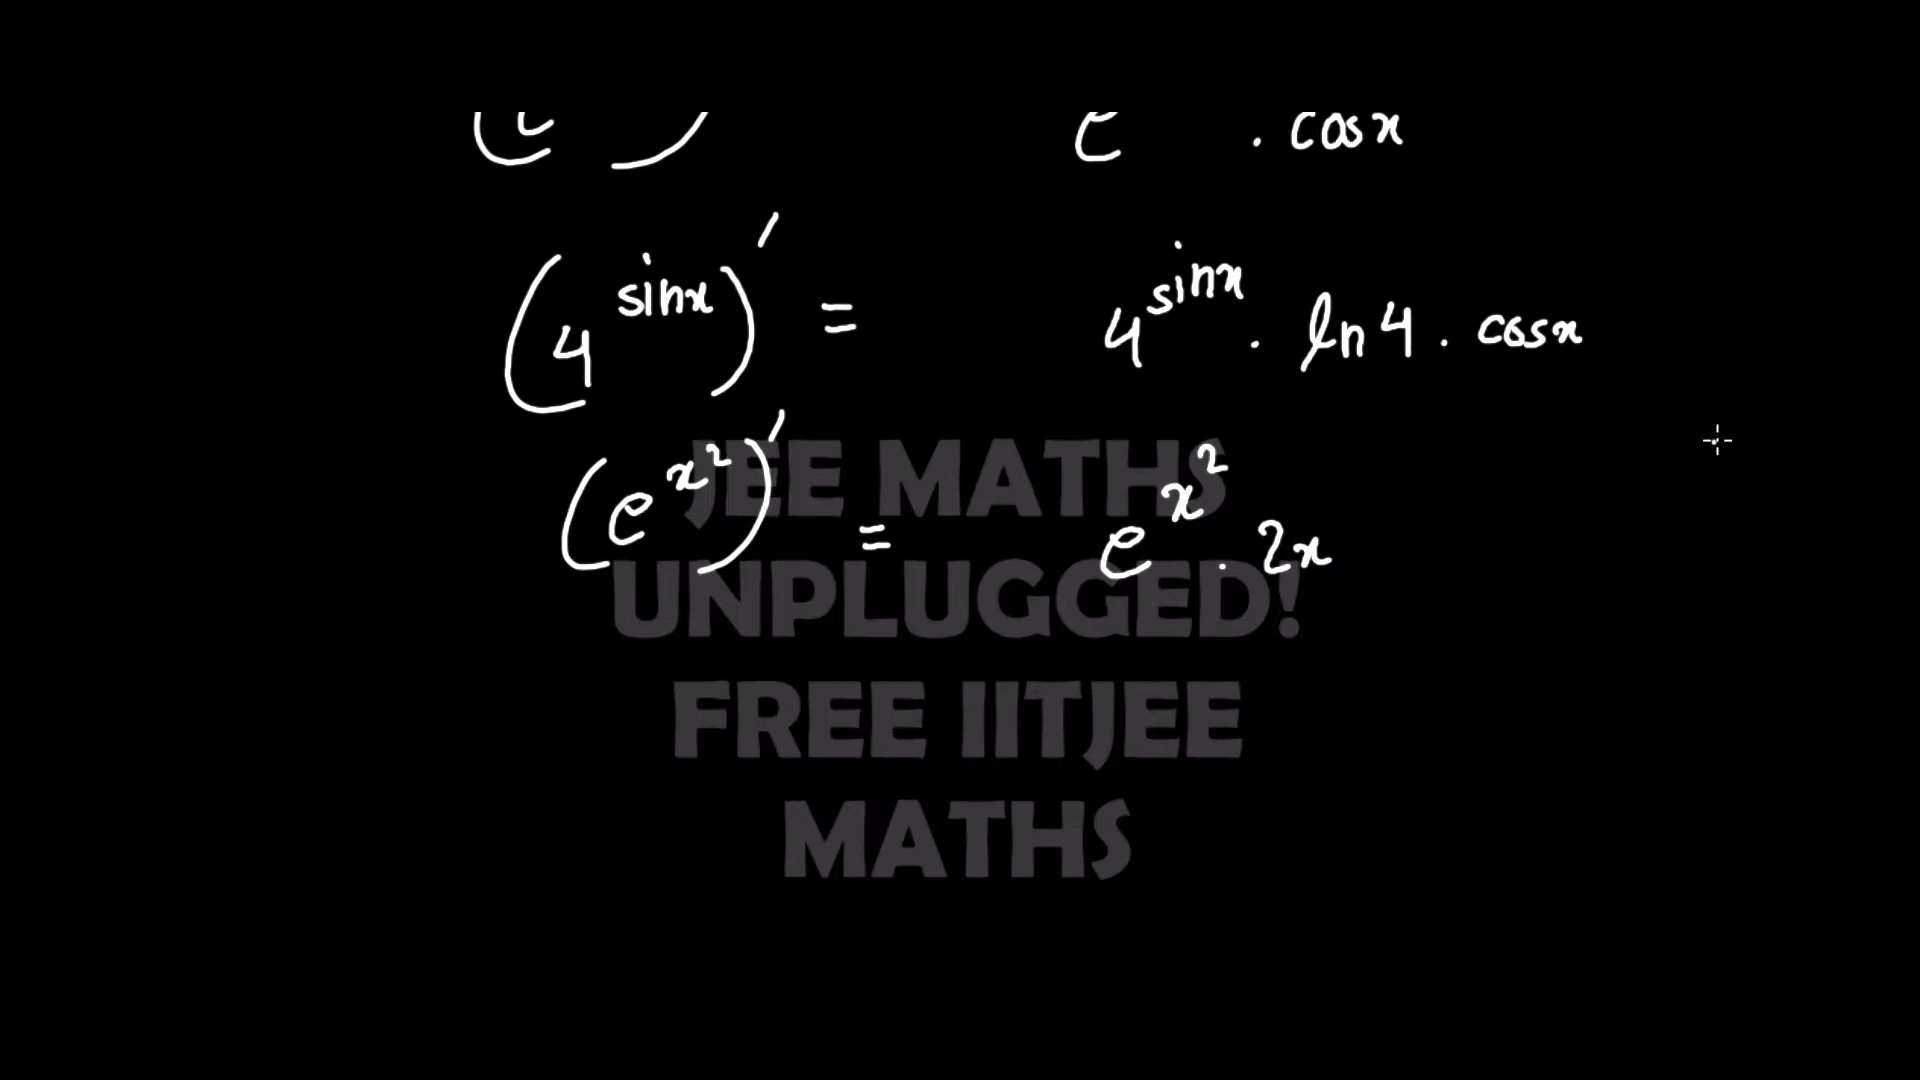 (e )' e . cosx
(4^sinx)' = 4^sinx . ln4 . cosx
(e^x²)' = e^x² . 2x
JEE MATHS
UNPLUGGED!
FREE IITJEE
MATHS